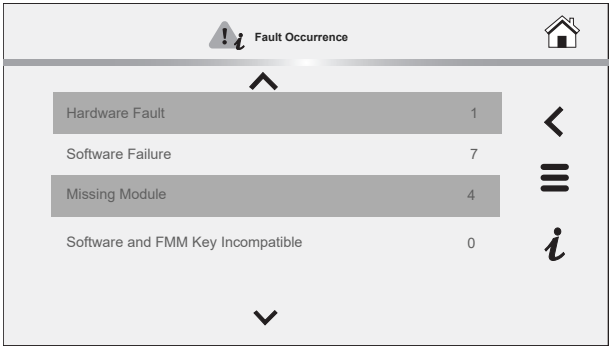 Fault Occurrence
Hardware Fault 1
Software Failure 7
Missing Module 4
Software and FMM Key Incompatible 0